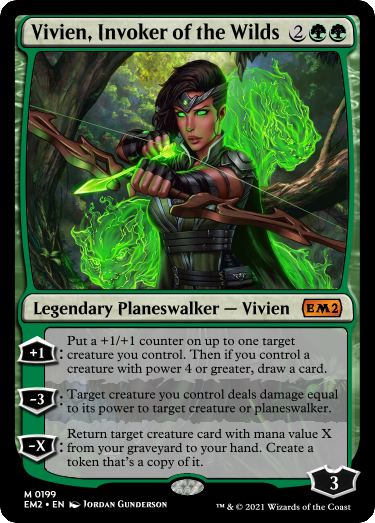 Vivien, Invoker of the Wilds 2
Legendary Planeswalker — Vivien EM2
+1: Put a +1/+1 counter on up to one target
creature you control. Then if you control a
creature with power 4 or greater, draw a card.
-3: Target creature you control deals damage equal
to its power to target creature or planeswalker.
-X: Return target creature card with mana value X
from your graveyard to your hand. Create a
token that's a copy of it.
3
M 0199
EM2 • EN Jordan Gunderson
™ & © 2021 Wizards of the Coast